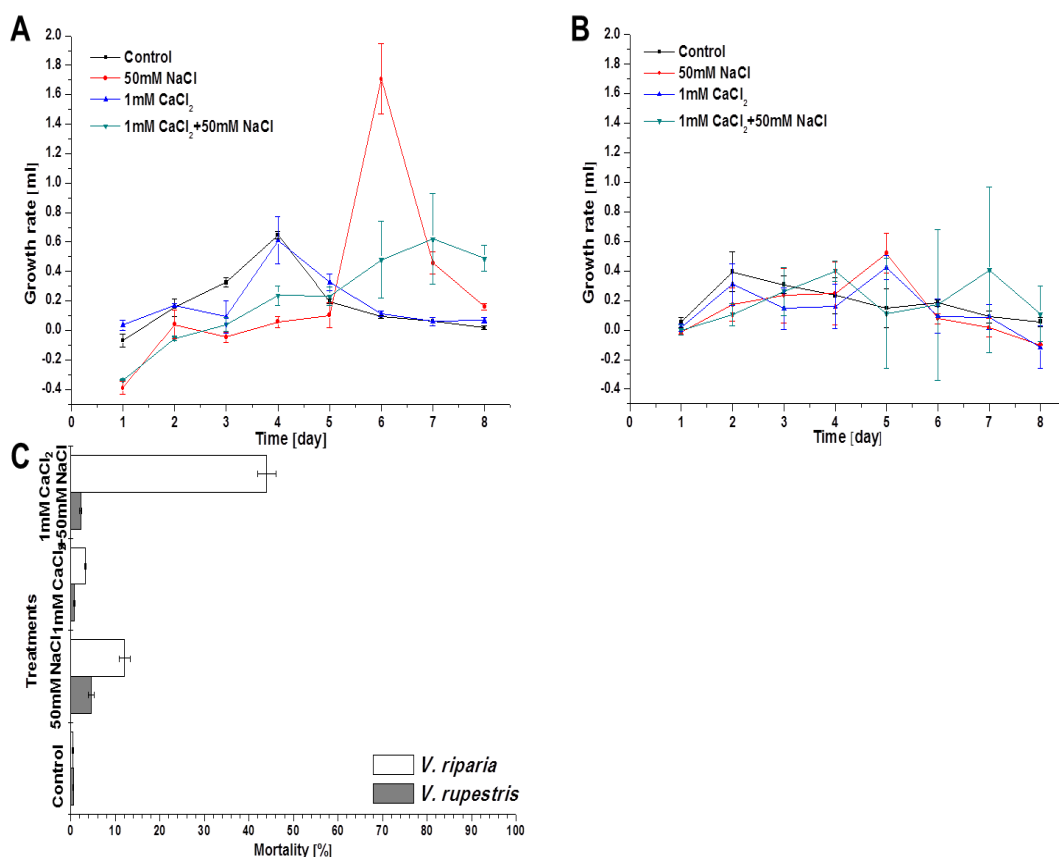 A
Control
50mM NaCl
1mM CaCl₂
1mM CaCl₂+50mM NaCl
Growth rate [ml]
2.0
1.8
1.6
1.4
1.2
1.0
0.8
0.6
0.4
0.2
0.0
-0.2
-0.4
1 2 3 4 5 6 7 8
Time [day]
B
Control
50mM NaCl
1mM CaCl₂
1mM CaCl₂+50mM NaCl
Growth rate [ml]
2.0
1.8
1.6
1.4
1.2
1.0
0.8
0.6
0.4
0.2
0.0
-0.2
-0.4
1 2 3 4 5 6 7 8
Time [day]
C
Treatments
1mM CaCl₂
+50mM NaCl
1mM CaCl₂
50mM NaCl
Control
V. riparia
V. rupestris
0 10 20 30 40 50 60 70 80 90 100
Mortality [%]